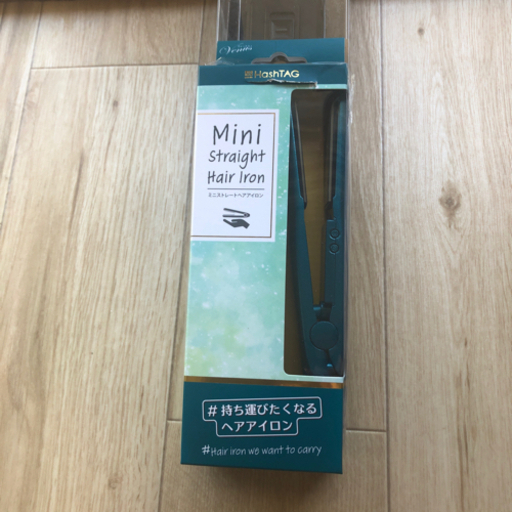 Venus
HashTAG
Mini
Straight
Hair Iron
ミニストレートヘアアイロン
#持ち運びたくなる
ヘアアイロン
#Hair iron we want to carry